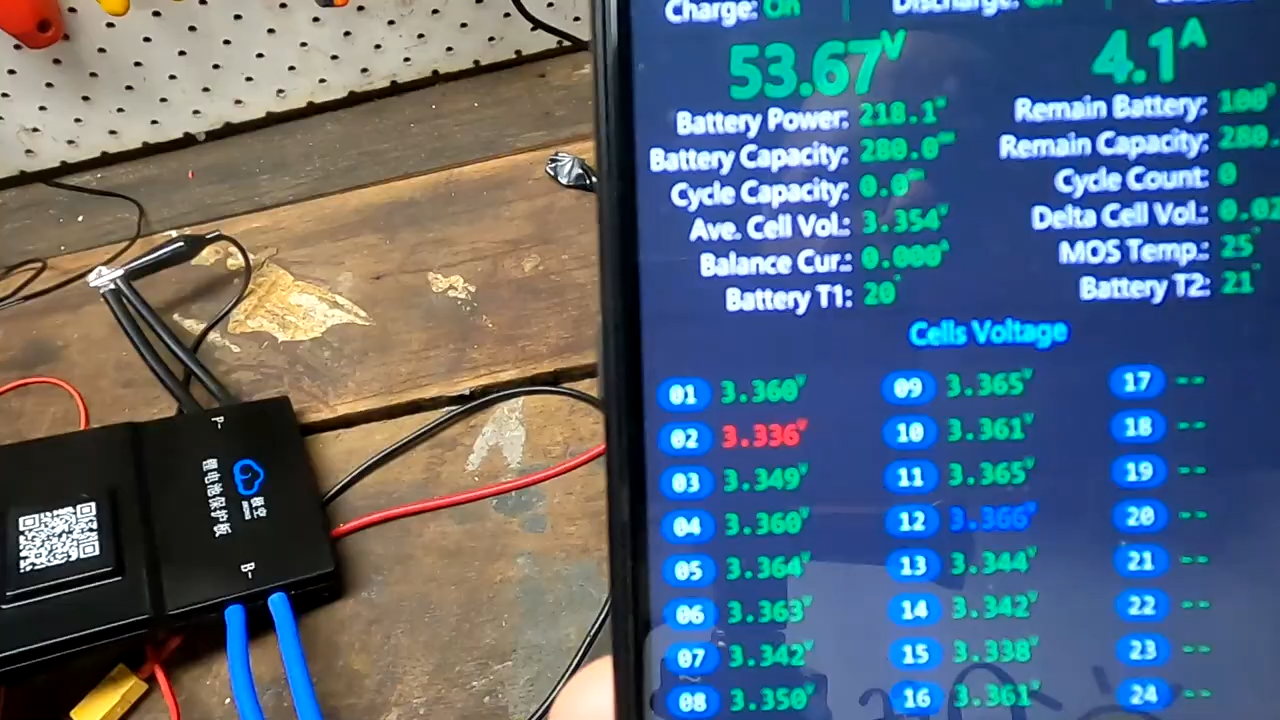 Charge: On
Discharge: On
53.67V
4.1A
Battery Power: 218.1W
Remain Battery: 100
Battery Capacity: 280.0AH
Remain Capacity: 280.
Cycle Capacity: 0.0AH
Cycle Count: 0
Ave. Cell Vol.: 3.354V
Delta Cell Vol.: 0.02
Balance Cur.: 0.000A
MOS Temp.: 25
Battery T1: 20
Battery T2: 21
Cells Voltage
01 3.360V 09 3.365V 17 --
02 3.336V 10 3.361V 18 --
03 3.349V 11 3.365V 19 --
04 3.360V 12 3.366V 20 --
05 3.364V 13 3.344V 21 --
06 3.363V 14 3.342V 22 --
07 3.342V 15 3.338V 23 --
08 3.350V 16 3.361V 24 --
P-
极空
锂电池保护板
B-